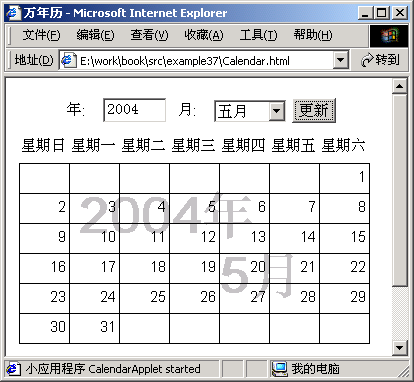 万年历 - Microsoft Internet Explorer
文件(F) 编辑(E) 查看(V) 收藏(A) 工具(T) 帮助(H)
地址(D) E:\work\book\src\example37\Calendar.html 转到
年: 2004 月: 五月 更新
星期日 星期一 星期二 星期三 星期四 星期五 星期六
1
2 3 4 5 6 7 8
2004年
9 10 11 12 13 14 15
16 17 18 19 20 21 22
5月
23 24 25 26 27 28 29
30 31
小应用程序 CalendarApplet started 我的电脑